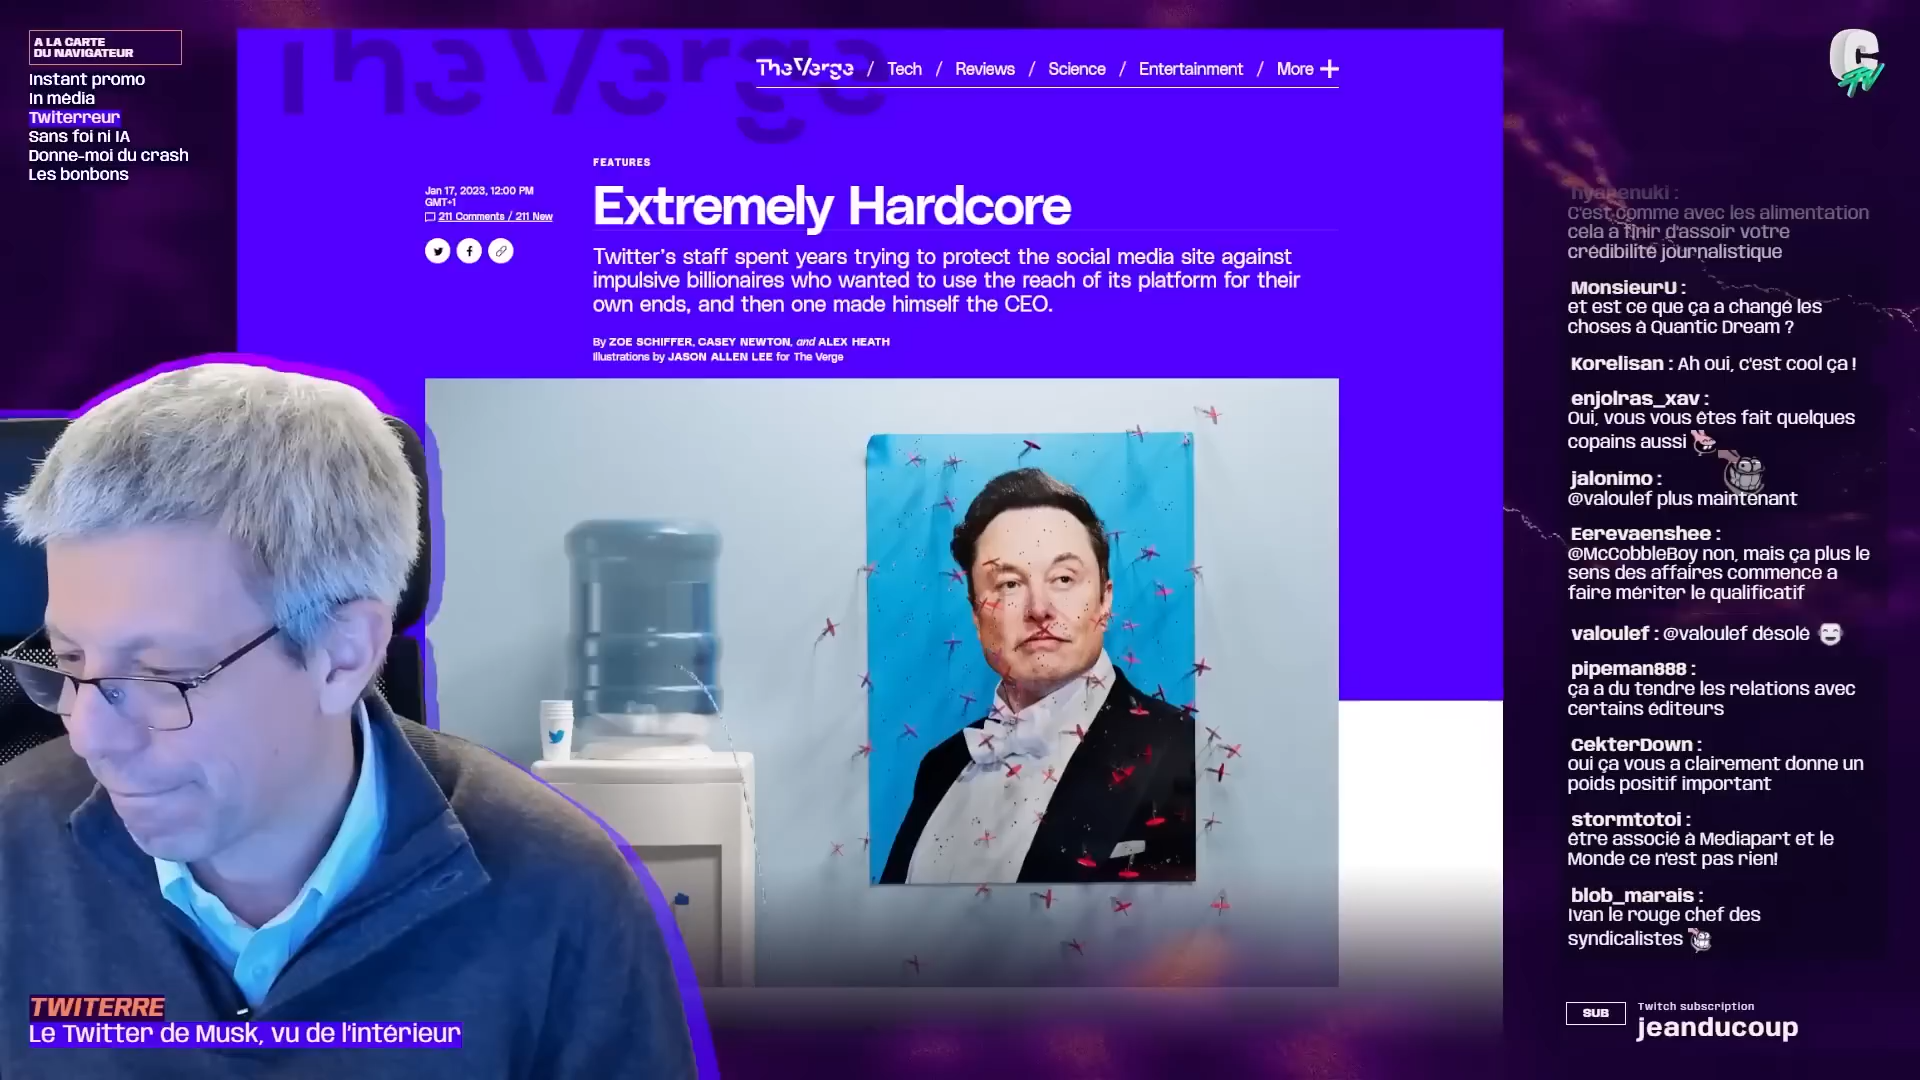 A LA CARTE
DU NAVIGATEUR
Instant promo
In média
Twiterreur
Sans foi ni IA
Donne-moi du crash
Les bonbons
TheVerge
TheVerge / Tech / Reviews / Science / Entertainment / More +
FEATURES
Jan 17, 2023, 12:00 PM
GMT+1
211 Comments / 211 New
Extremely Hardcore
Twitter's staff spent years trying to protect the social media site against
impulsive billionaires who wanted to use the reach of its platform for their
own ends, and then one made himself the CEO.
By ZOE SCHIFFER, CASEY NEWTON, and ALEX HEATH
Illustrations by JASON ALLEN LEE for The Verge
TWITERRE
Le Twitter de Musk, vu de l'intérieur
C TV
C'est comme avec les alimentation
cela a finir d'assoir votre
crédibilité journalistique
MonsieurU :
et est ce que ça a changé les
choses à Quantic Dream ?
Korelisan : Ah oui, c'est cool ça !
enjolras_xav :
Oui, vous vous êtes fait quelques
copains aussi
jalonimo :
@valoulef plus maintenant
Eerevaenshee :
@McCobbleBoy non, mais ça plus le
sens des affaires commence a
faire mériter le qualificatif
valoulef : @valoulef désolé
pipeman888 :
ça a du tendre les relations avec
certains éditeurs
CekterDown :
oui ça vous a clairement donne un
poids positif important
stormtotoi :
être associé à Mediapart et le
Monde ce n'est pas rien!
blob_marais :
Ivan le rouge chef des
syndicalistes
SUB
Twitch subscription
jeanducoup